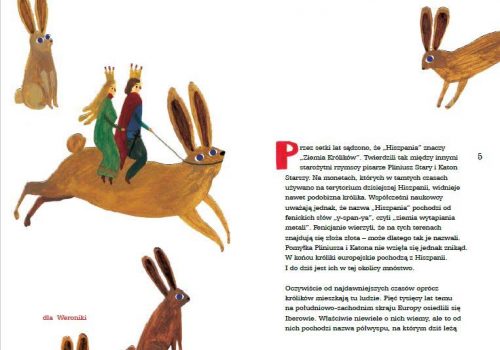 Przez setki lat sądzono, że „Hiszpania” znaczy
„Ziemia Królików”. Twierdzili tak między innymi
starożytni rzymscy pisarze Pliniusz Stary i Katon
Starszy. Na monetach, których w tamtych czasach
używano na terytorium dzisiejszej Hiszpanii, widnieje
nawet podobizna królika. Współcześni naukowcy
uważają jednak, że nazwa „Hiszpania” pochodzi od
fenickich słów „y-span-ya”, czyli „ziemia wytapiania
metali”. Fenicjanie wierzyli, że na tych terenach
znajdują się złoża złota – może dlatego tak je nazwali.
Pomyłka Pliniusza i Katona nie wzięła się jednak znikąd.
W końcu króliki europejskie pochodzą z Hiszpanii.
I do dziś jest ich w tej okolicy mnóstwo.
5
Oczywiście od najdawniejszych czasów oprócz
królików mieszkają tu ludzie. Pięć tysięcy lat temu
na południowo-zachodnim skraju Europy osiedlili się
Iberowie. Właściwie niewiele o nich wiemy, ale to od
nich pochodzi nazwa półwyspu, na którym dziś leżą
dla Weroniki